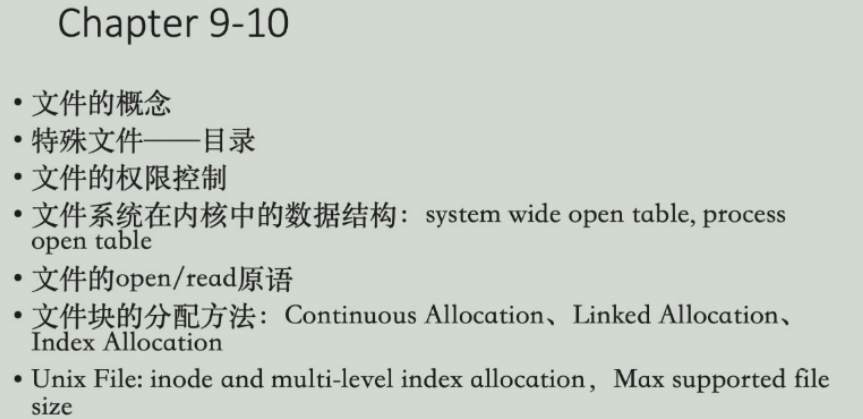 Chapter 9-10
• 文件的概念
• 特殊文件——目录
• 文件的权限控制
• 文件系统在内核中的数据结构：system wide open table, process
open table
• 文件的open/read原语
• 文件块的分配方法：Continuous Allocation、Linked Allocation、
Index Allocation
• Unix File: inode and multi-level index allocation，Max supported file
size